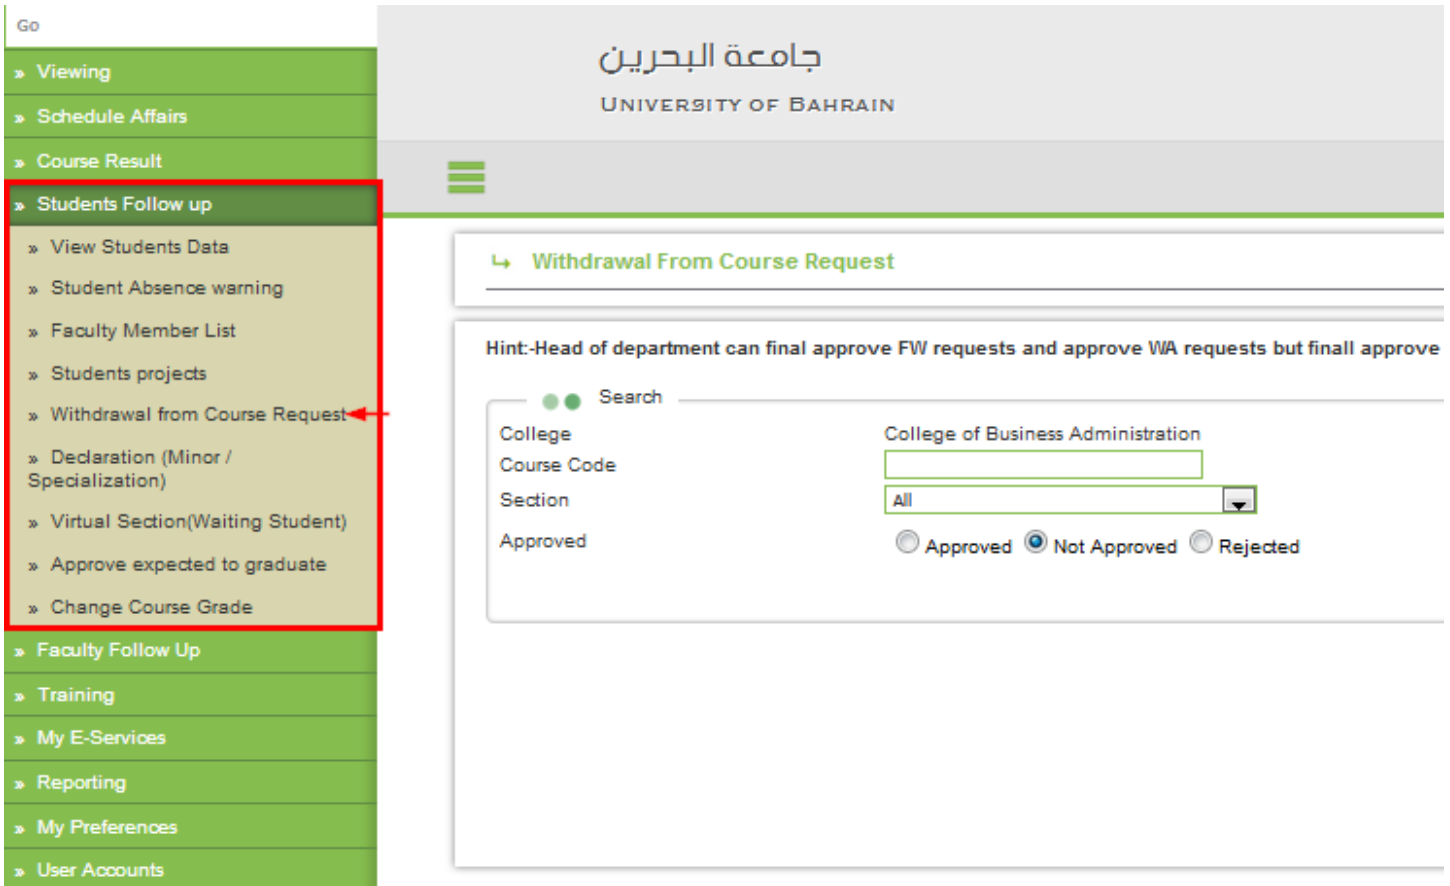 Go
» Viewing
» Schedule Affairs
» Course Result
» Students Follow up
» View Students Data
» Student Absence warning
» Faculty Member List
» Students projects
» Withdrawal from Course Request
» Declaration (Minor /
Specialization)
» Virtual Section(Waiting Student)
» Approve expected to graduate
» Change Course Grade
» Faculty Follow Up
» Training
» My E-Services
» Reporting
» My Preferences
» User Accounts
جامعة البحرين
UNIVERSITY OF BAHRAIN
Withdrawal From Course Request
Hint:-Head of department can final approve FW requests and approve WA requests but finall approve
Search
College College of Business Administration
Course Code
Section All
Approved Approved Not Approved Rejected